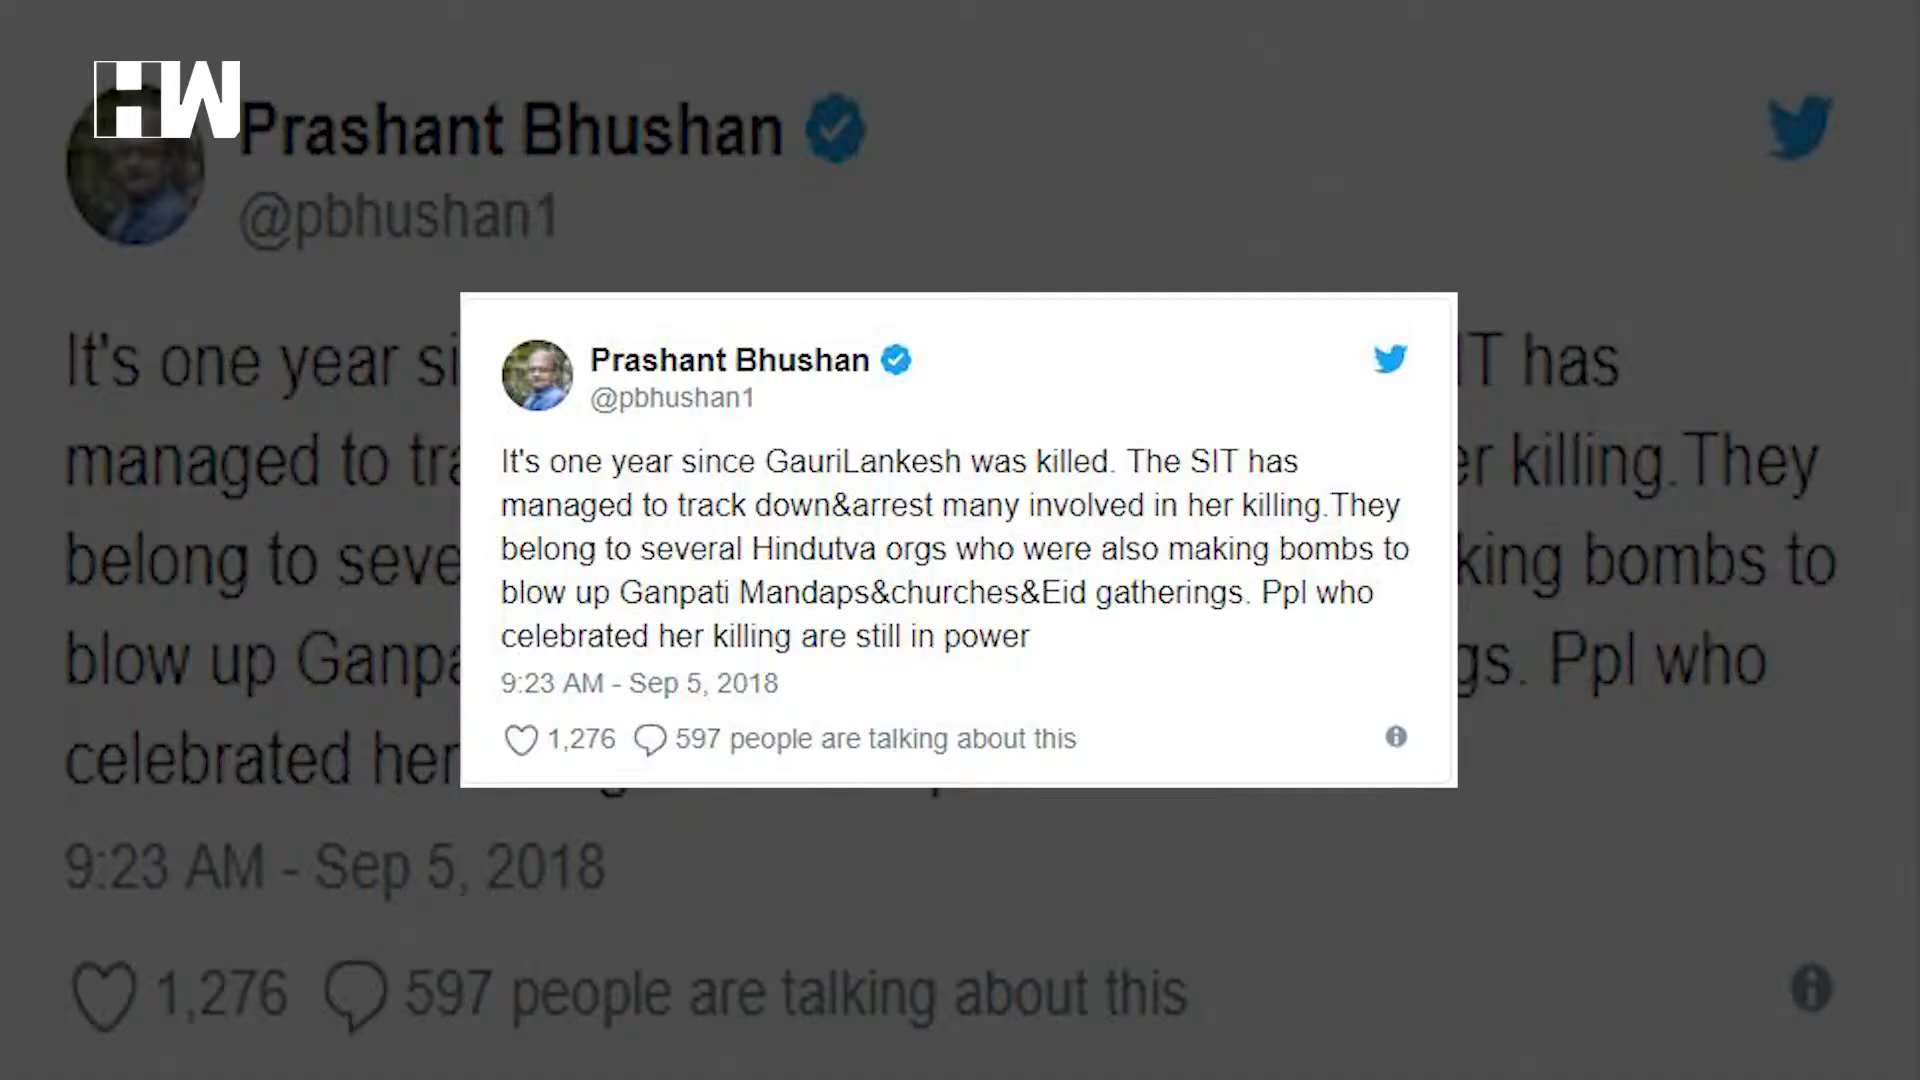 HW
Prashant Bhushan
@pbhushan1
It's one year since GauriLankesh was killed. The SIT has
managed to track down&arrest many involved in her killing.They
belong to several Hindutva orgs who were also making bombs to
blow up Ganpati Mandaps&churches&Eid gatherings. Ppl who
celebrated her killing are still in power
9:23 AM - Sep 5, 2018
1,276 597 people are talking about this
Prashant Bhushan
@pbhushan1
It's one year si IT has
managed to tra er killing.They
belong to seve king bombs to
blow up Ganpa gs. Ppl who
celebrated her
9:23 AM - Sep 5, 2018
1,276 597 people are talking about this